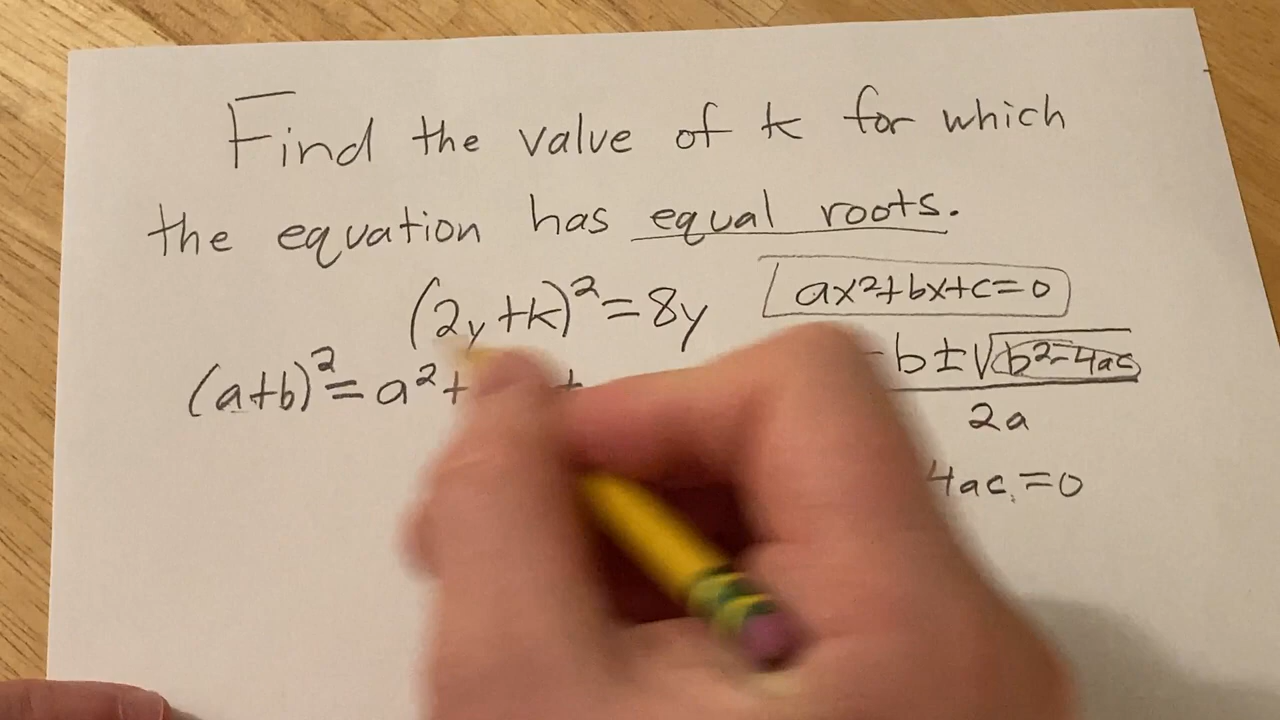 Find the value of k for which
the equation has equal roots.
(2y+k)²=8y
ax²+bx+c=0
(a+b)²=a²+ +
-b±√b²-4ac
2a
4ac=0